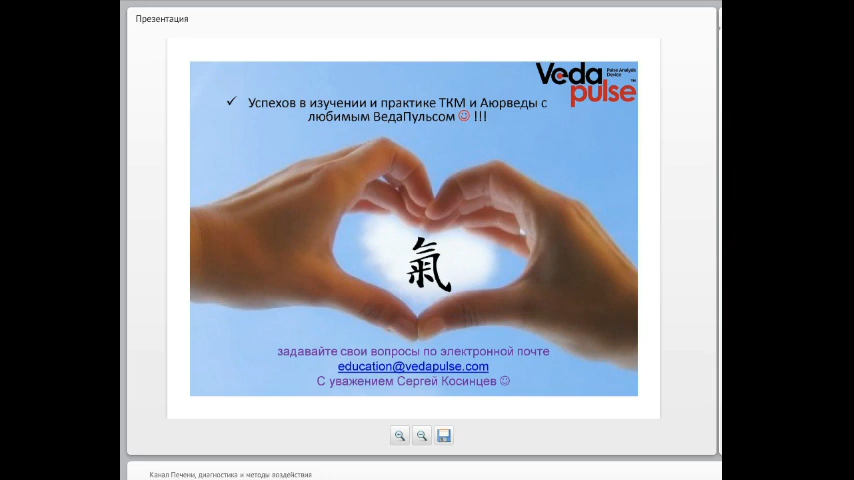 Презентация
Veda Pulse Analysis Device ™
pulse
✓ Успехов в изучении и практике ТКМ и Аюрведы с
любимым ВедаПульсом ☺ !!!
氣
задавайте свои вопросы по электронной почте
education@vedapulse.com
С уважением Сергей Косинцев ☺
Канал Печени, диагностика и методы воздействия